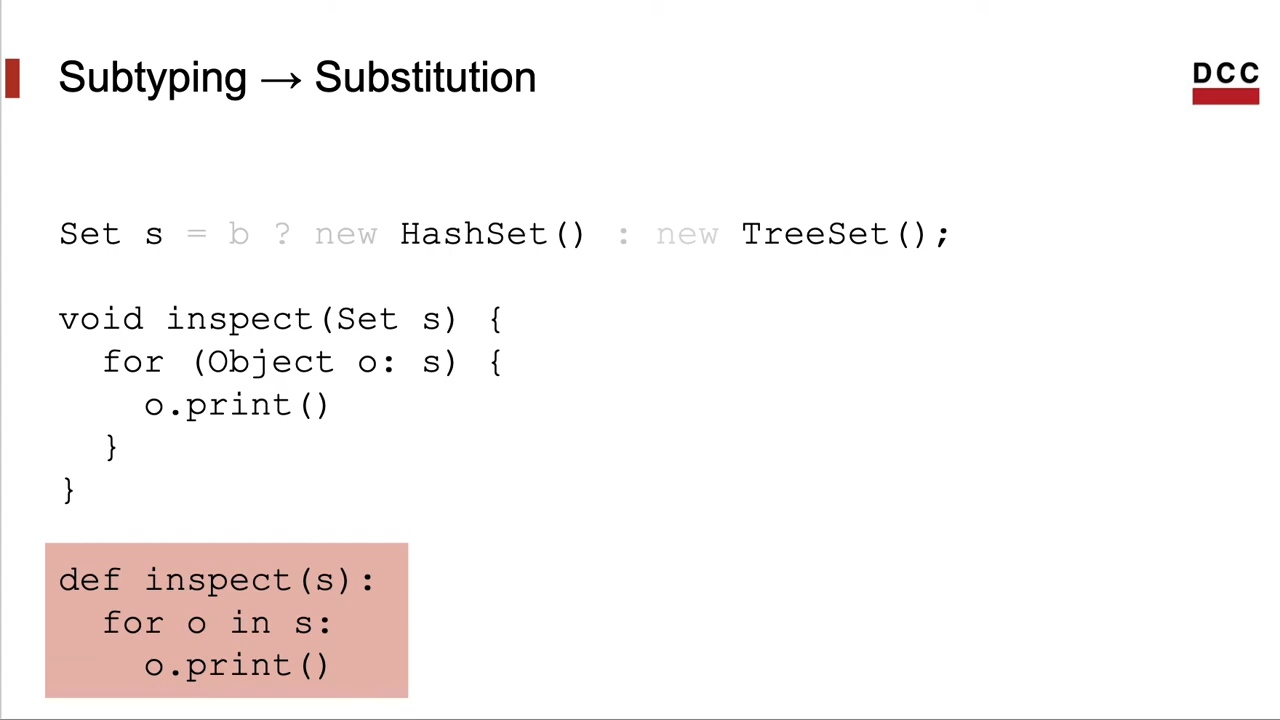 Subtyping → Substitution
DCC
Set s = b ? new HashSet() : new TreeSet();
void inspect(Set s) {
  for (Object o: s) {
    o.print()
  }
}
def inspect(s):
  for o in s:
    o.print()